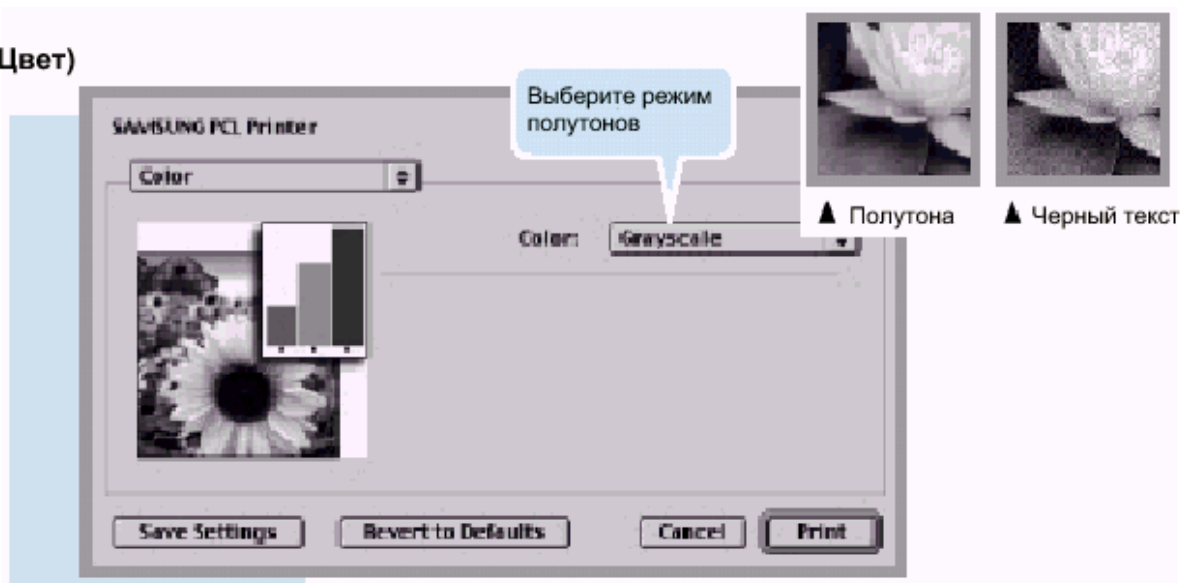 Цвет)
Выберите режим
полутонов
SAMSUNG PCL Printer
Color
Полутона
Черный текст
Color: Grayscale
Save Settings Revert to Defaults Cancel Print